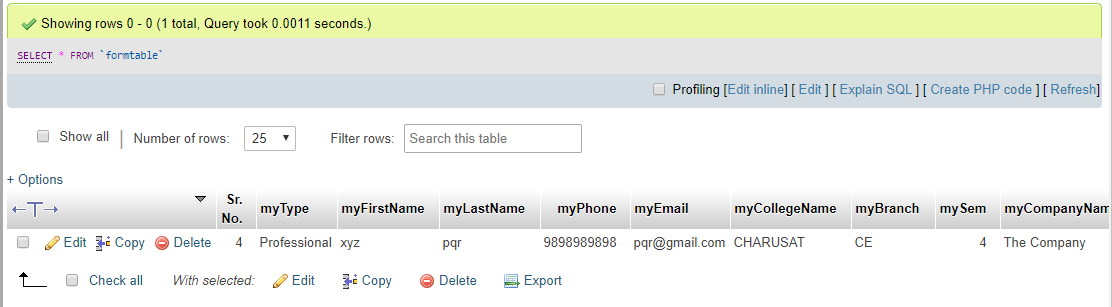 Showing rows 0 - 0 (1 total, Query took 0.0011 seconds.)
SELECT * FROM `formtable`
Profiling [Edit inline] [ Edit ] [ Explain SQL ] [ Create PHP code ] [ Refresh]
Show all | Number of rows: 25 Filter rows: Search this table
+ Options
←T→ Sr. No. myType myFirstName myLastName myPhone myEmail myCollegeName myBranch mySem myCompanyNam
Edit Copy Delete 4 Professional xyz pqr 9898989898 pqr@gmail.com CHARUSAT CE 4 The Company
Check all With selected: Edit Copy Delete Export